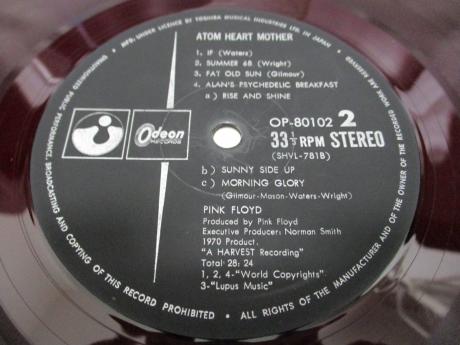 MFD. UNDER LICENCE BY TOSHIBA MUSICAL INDUSTRIES LTD. IN JAPAN •
ATOM HEART MOTHER
1. IF (Waters)
2. SUMMER 68 (Wright)
3. FAT OLD SUN (Gilmour)
4. ALAN'S PSYCHEDELIC BREAKFAST
a) RISE AND SHINE
Odeon
RECORDS
OP-80102 2
33⅓ RPM STEREO
(SHVL-781B)
b) SUNNY SIDE UP
c) MORNING GLORY
(Gilmour-Mason-Waters-Wright)
PINK FLOYD
Produced by Pink Floyd
Executive Producer: Norman Smith
1970 Product.
"A HARVEST Recording"
Total: 28: 24
1, 2, 4-"World Copyrights".
3-"Lupus Music"
• ALL RIGHTS OF THE MANUFACTURER AND OF THE OWNER OF THE RECORDED WORK ARE RESERVED
UNAUTHORIZED PUBLIC PERFORMANCE, BROADCASTING AND COPYING OF THIS RECORD PROHIBITED